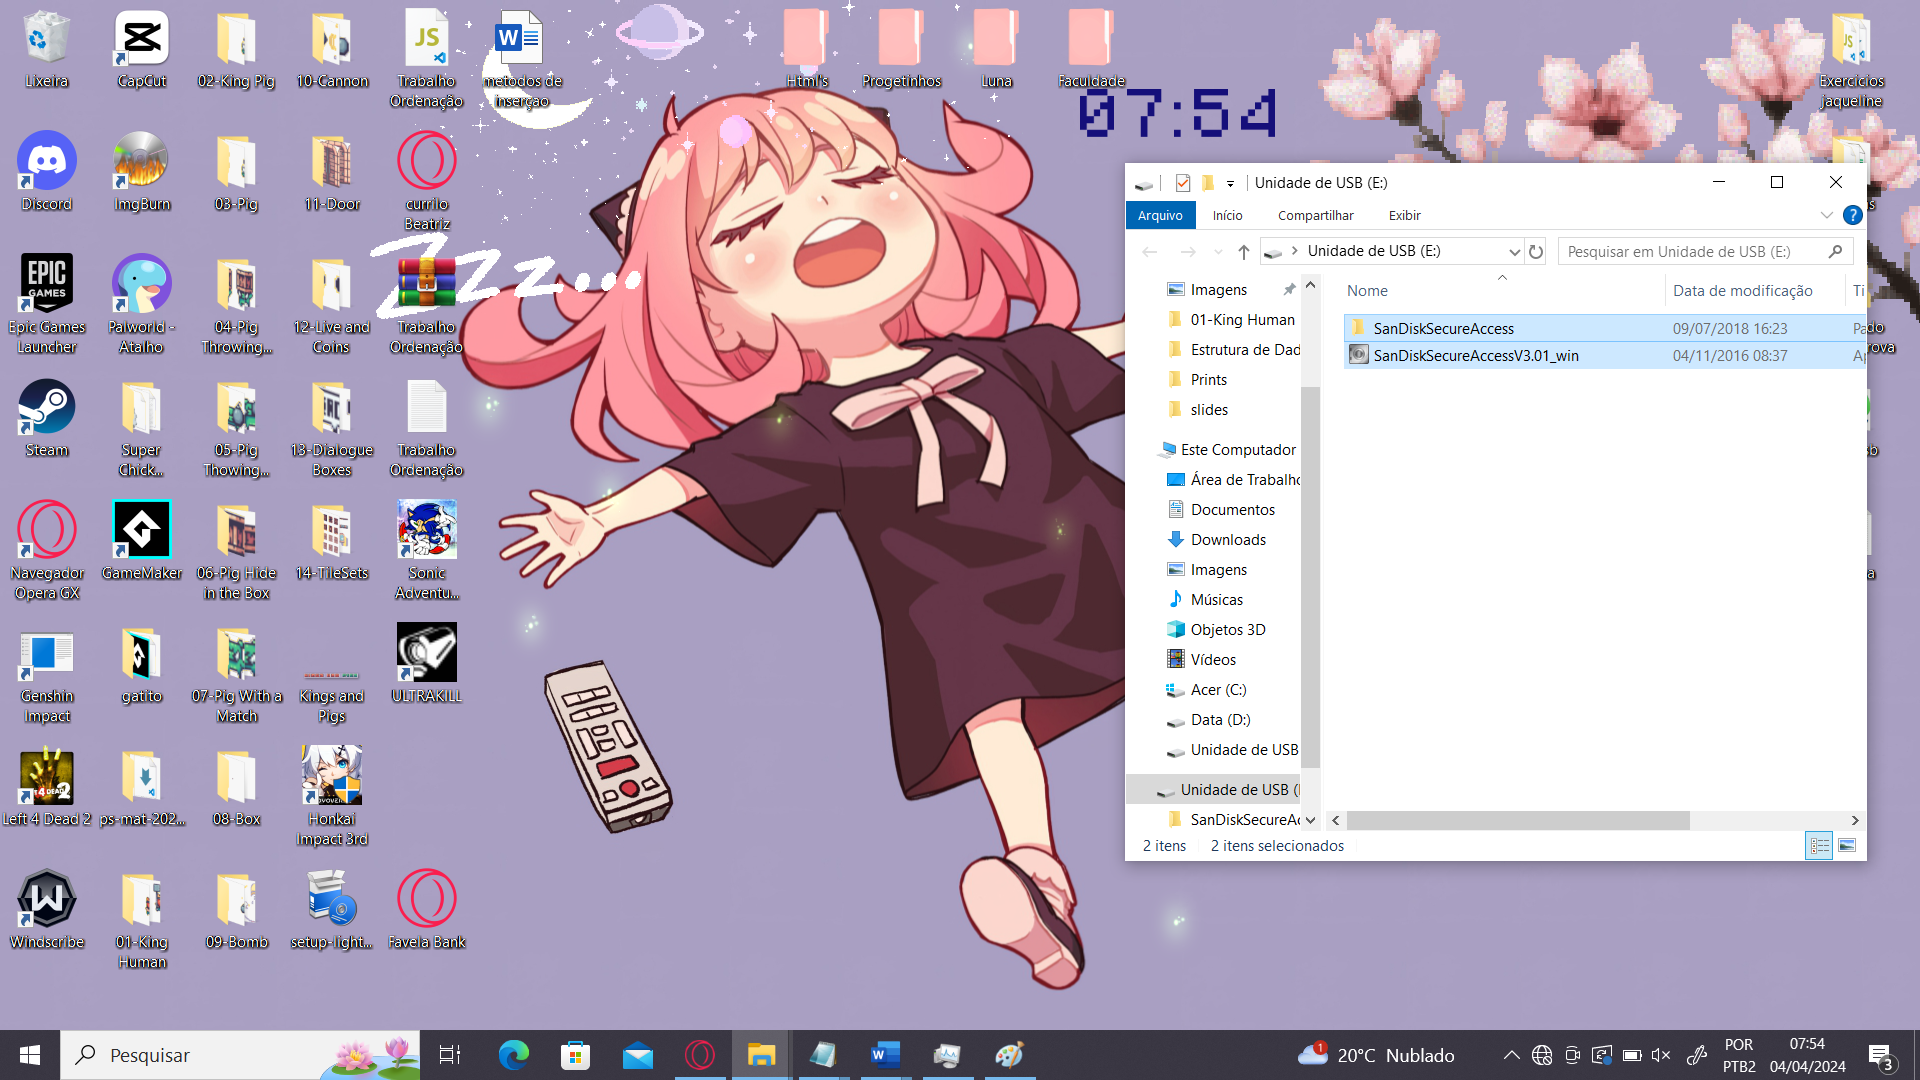 Lixeira
CapCut
02-King Pig
10-Cannon
JS
Trabalho
Ordenação
W
metodos de
inserçao
Html's
Progetinhos
Luna
Faculdade
JS
Exercicios
jaqueline
07:54
Discord
ImgBurn
03-Pig
11-Door
currilo
Beatriz
Zzz...
EPIC
GAMES
Epic Games
Launcher
Palworld -
Atalho
04-Pig
Throwing...
12-Live and
Coins
Trabalho
Ordenação
Steam
Super
Chick...
05-Pig
Thowing...
13-Dialogue
Boxes
Trabalho
Ordenação
Navegador
Opera GX
GameMaker
06-Pig Hide
in the Box
14-TileSets
Sonic
Adventu...
Genshin
Impact
gatito
07-Pig With a
Match
Kings and
Pigs
ULTRAKILL
Left 4 Dead 2
ps-mat-202...
08-Box
Honkai
Impact 3rd
W
Windscribe
01-King
Human
09-Bomb
setup-light...
Favela Bank
Unidade de USB (E:)
Arquivo
Início
Compartilhar
Exibir
?
Unidade de USB (E:)
Pesquisar em Unidade de USB (E:)
Imagens
01-King Human
Estrutura de Dad
Prints
slides
Este Computador
Área de Trabalho
Documentos
Downloads
Imagens
Músicas
Objetos 3D
Vídeos
Acer (C:)
Data (D:)
Unidade de USB
Unidade de USB (
SanDiskSecureAc
Nome
Data de modificação
Ti
SanDiskSecureAccess
09/07/2018 16:23
Pa
SanDiskSecureAccessV3.01_win
04/11/2016 08:37
Ap
2 itens
2 itens selecionados
Pesquisar
W
1
20°C Nublado
POR
PTB2
07:54
04/04/2024
3